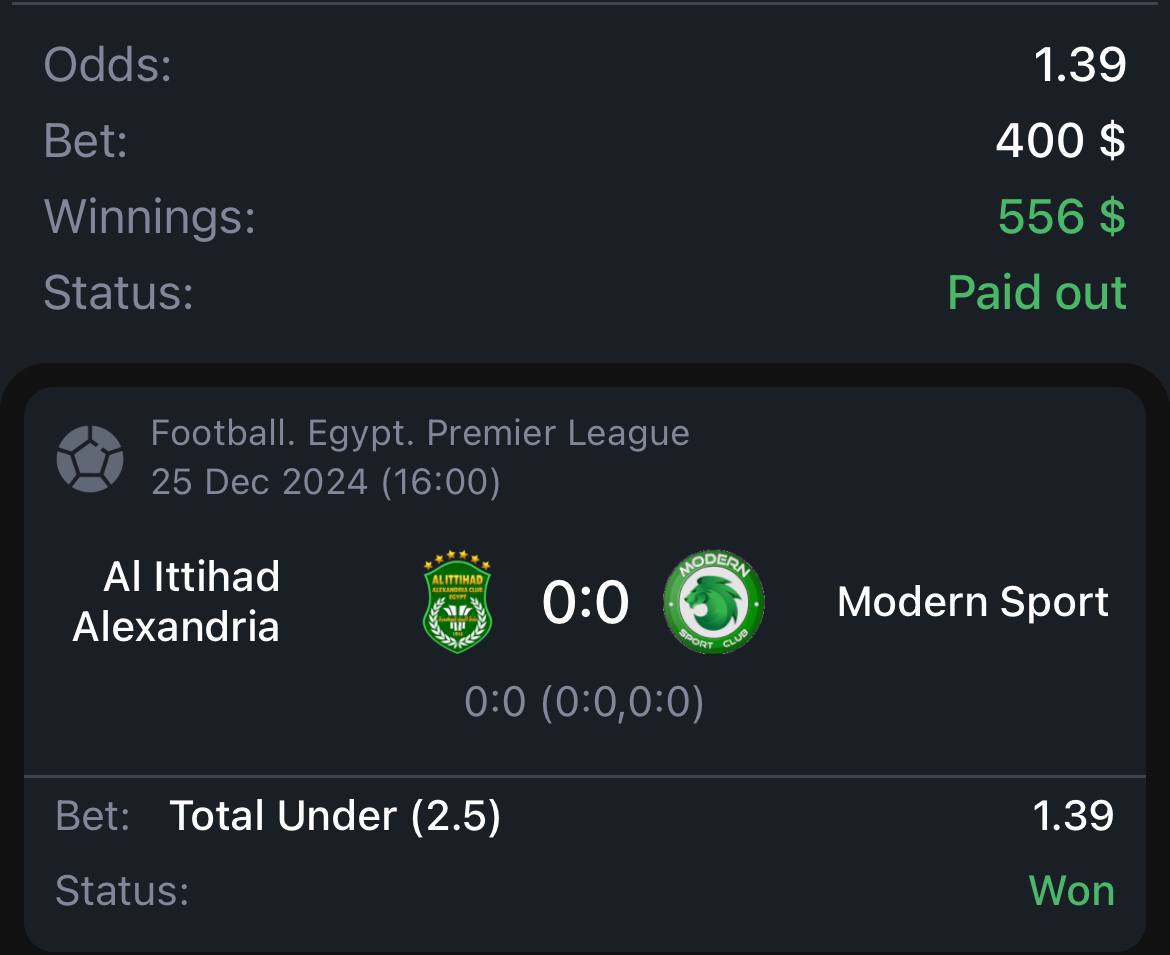 Odds: 1.39
Bet: 400 $
Winnings: 556 $
Status: Paid out
Football. Egypt. Premier League
25 Dec 2024 (16:00)
Al Ittihad
Alexandria
ALITTIHAD
ALEXANDRIA CLUB
EGYPT
1914
0:0
MODERN
SPORT CLUB
Modern Sport
0:0 (0:0,0:0)
Bet: Total Under (2.5) 1.39
Status: Won